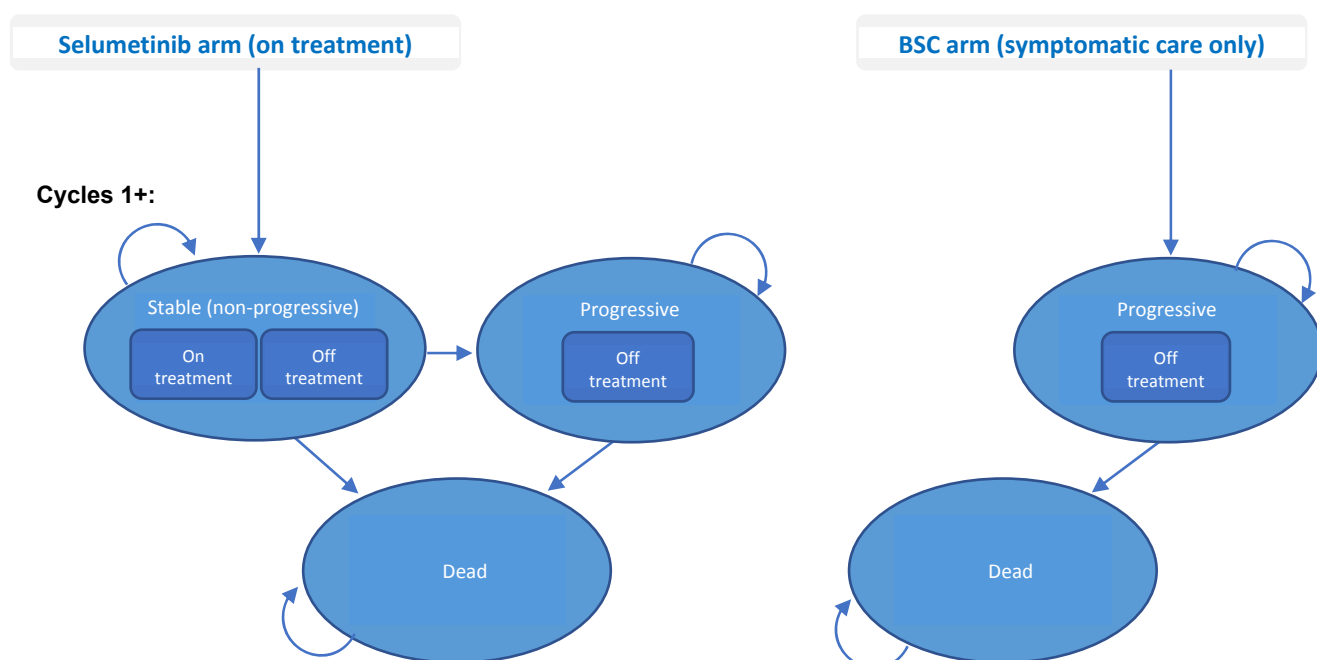 Selumetinib arm (on treatment)
BSC arm (symptomatic care only)
Cycles 1+:
Stable (non-progressive)
On
treatment
Off
treatment
Progressive
Off
treatment
Progressive
Off
treatment
Dead
Dead